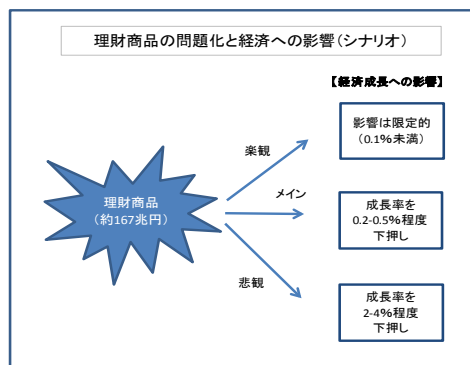 理財商品の問題化と経済への影響（シナリオ）
【経済成長への影響】
影響は限定的
（0.1%未満）
楽観
メイン
理財商品
（約167兆円）
成長率を
0.2-0.5%程度
下押し
悲観
成長率を
2-4%程度
下押し